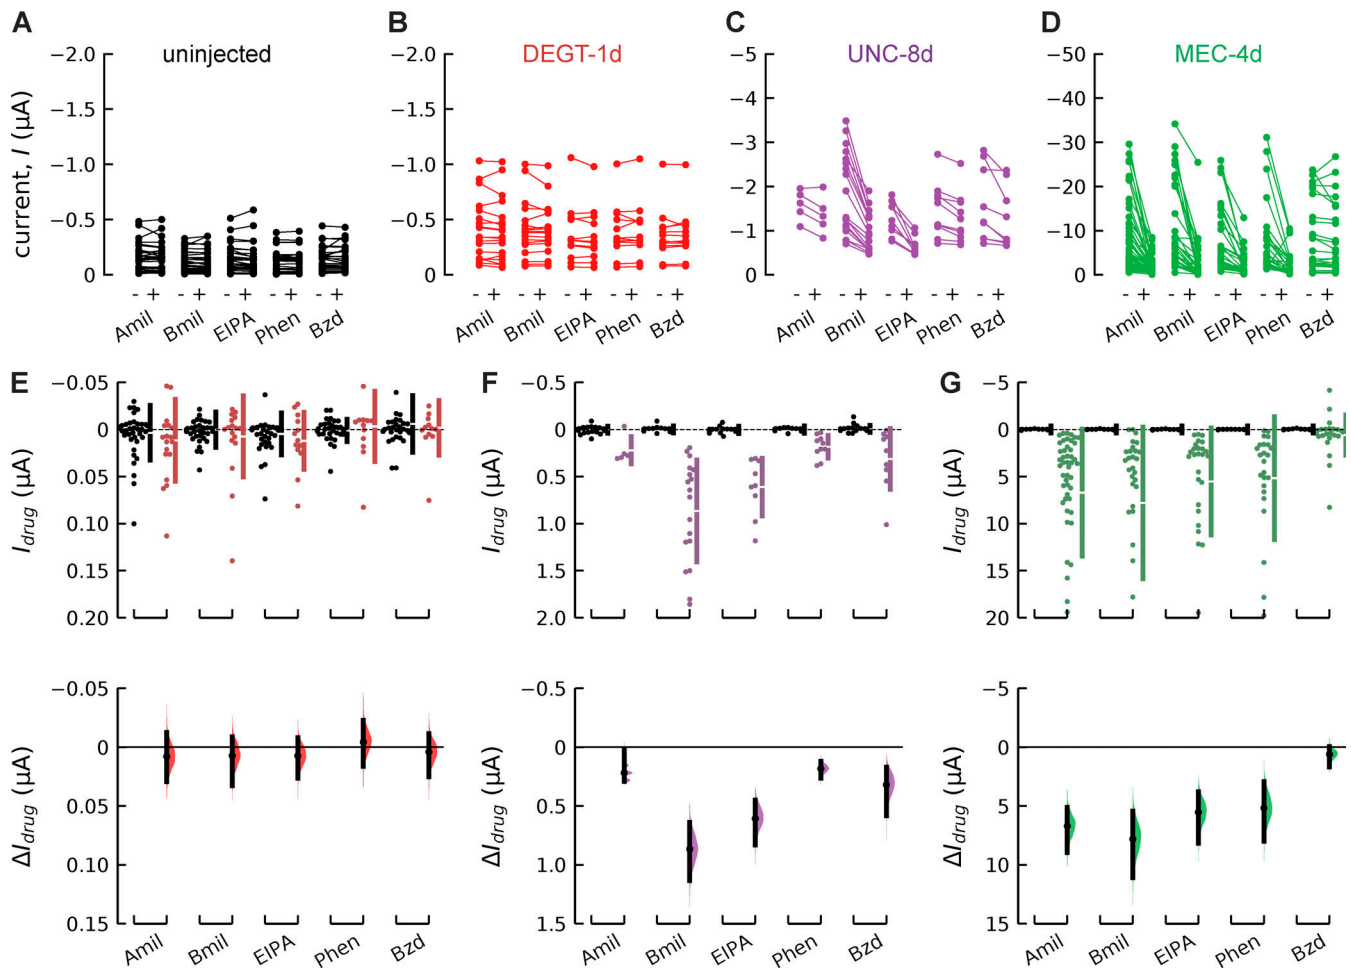 A
uninjected
−2.0
−1.5
−1.0
−0.5
0
current, I (µA)
- + - + - + - + - +
Amil Bmil EIPA Phen Bzd
B
DEGT-1d
−2.0
−1.5
−1.0
−0.5
0
- + - + - + - + - +
Amil Bmil EIPA Phen Bzd
C
UNC-8d
−5
−4
−3
−2
−1
0
- + - + - + - + - +
Amil Bmil EIPA Phen Bzd
D
MEC-4d
−50
−40
−30
−20
−10
0
- + - + - + - + - +
Amil Bmil EIPA Phen Bzd
E
−0.05
0
0.05
0.10
0.15
0.20
Idrug (µA)
−0.05
0
0.05
0.10
0.15
ΔIdrug (µA)
Amil Bmil EIPA Phen Bzd
F
−0.5
0
0.5
1.0
1.5
2.0
Idrug (µA)
−0.5
0
0.5
1.0
1.5
ΔIdrug (µA)
Amil Bmil EIPA Phen Bzd
G
−5
0
5
10
15
20
Idrug (µA)
−5
0
5
10
15
ΔIdrug (µA)
Amil Bmil EIPA Phen Bzd